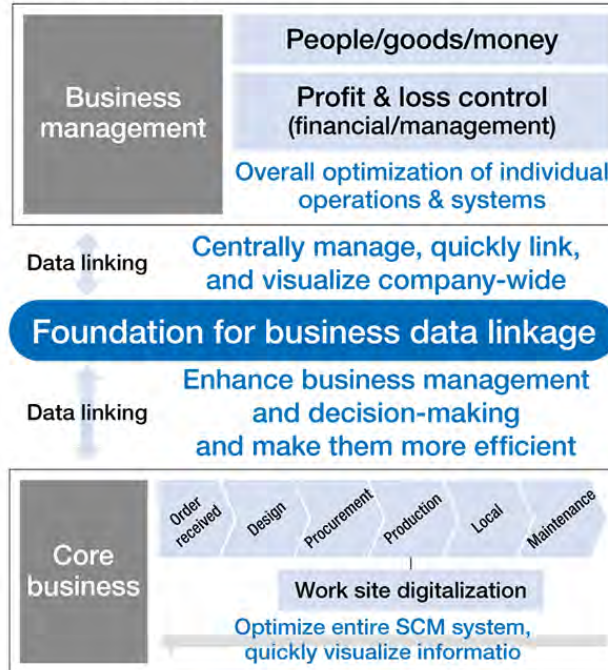 Business
management
People/goods/money
Profit & loss control
(financial/management)
Overall optimization of individual
operations & systems
Data linking
Centrally manage, quickly link,
and visualize company-wide
Foundation for business data linkage
Data linking
Enhance business management
and decision-making
and make them more efficient
Core
business
Order
received
Design
Procurement
Production
Local
Maintenance
Work site digitalization
Optimize entire SCM system,
quickly visualize informatio